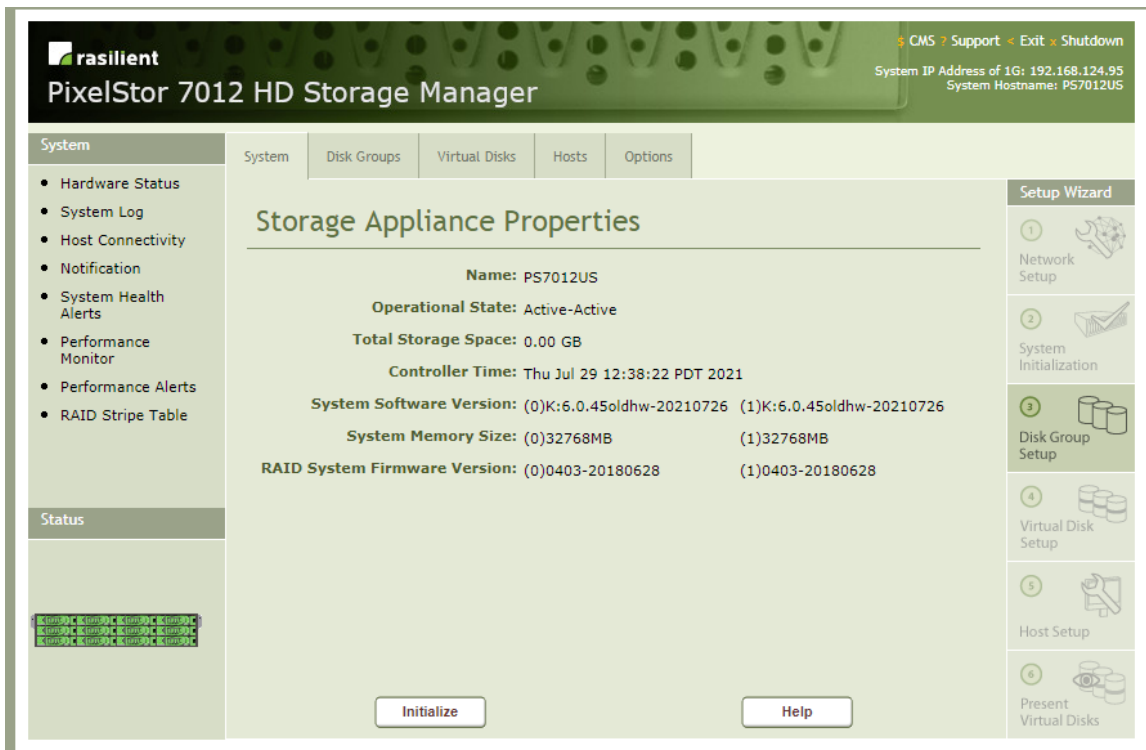 rasilient
PixelStor 7012 HD Storage Manager
$ CMS ? Support < Exit x Shutdown
System IP Address of 1G: 192.168.124.95
System Hostname: PS7012US
System
Hardware Status
System Log
Host Connectivity
Notification
System Health
Alerts
Performance
Monitor
Performance Alerts
RAID Stripe Table
Status
System Disk Groups Virtual Disks Hosts Options
Storage Appliance Properties
Name: PS7012US
Operational State: Active-Active
Total Storage Space: 0.00 GB
Controller Time: Thu Jul 29 12:38:22 PDT 2021
System Software Version: (0)K:6.0.45oldhw-20210726 (1)K:6.0.45oldhw-20210726
System Memory Size: (0)32768MB (1)32768MB
RAID System Firmware Version: (0)0403-20180628 (1)0403-20180628
Initialize Help
Setup Wizard
1
Network
Setup
2
System
Initialization
3
Disk Group
Setup
4
Virtual Disk
Setup
5
Host Setup
6
Present
Virtual Disks